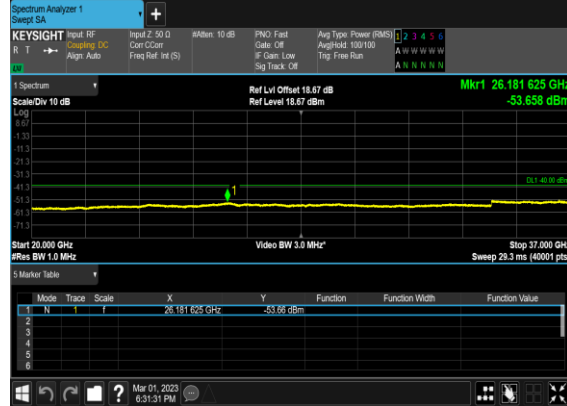 Spectrum Analyzer 1
Swept SA
KEYSIGHT Input: RF Input Z: 50 Ω #Atten: 10 dB PNO: Fast Avg Type: Power (RMS) 1 2 3 4 5 6
R T Coupling: DC Corr CCorr Gate: Off Avg|Hold: 100/100 A W W W W W
Align: Auto Freq Ref: Int (S) IF Gain: Low Trig: Free Run
Sig Track: Off A N N N N N
1 Spectrum Ref Lvl Offset 18.67 dB Mkr1 26.181 625 GHz
Scale/Div 10 dB Ref Level 18.67 dBm -53.658 dBm
Log
8.67
-1.33
-11.3
-21.3
-31.3
-41.3 DL1 -40.00 dBm
1
-51.3
-61.3
-71.3
Start 20.000 GHz Video BW 3.0 MHz* Stop 37.000 GHz
#Res BW 1.0 MHz Sweep 29.3 ms (40001 pts)
5 Marker Table
Mode Trace Scale X Y Function Function Width Function Value
1 N 1 f 26.181 625 GHz -53.66 dBm
2
3
4
5
6
? Mar 01, 2023
6:31:31 PM